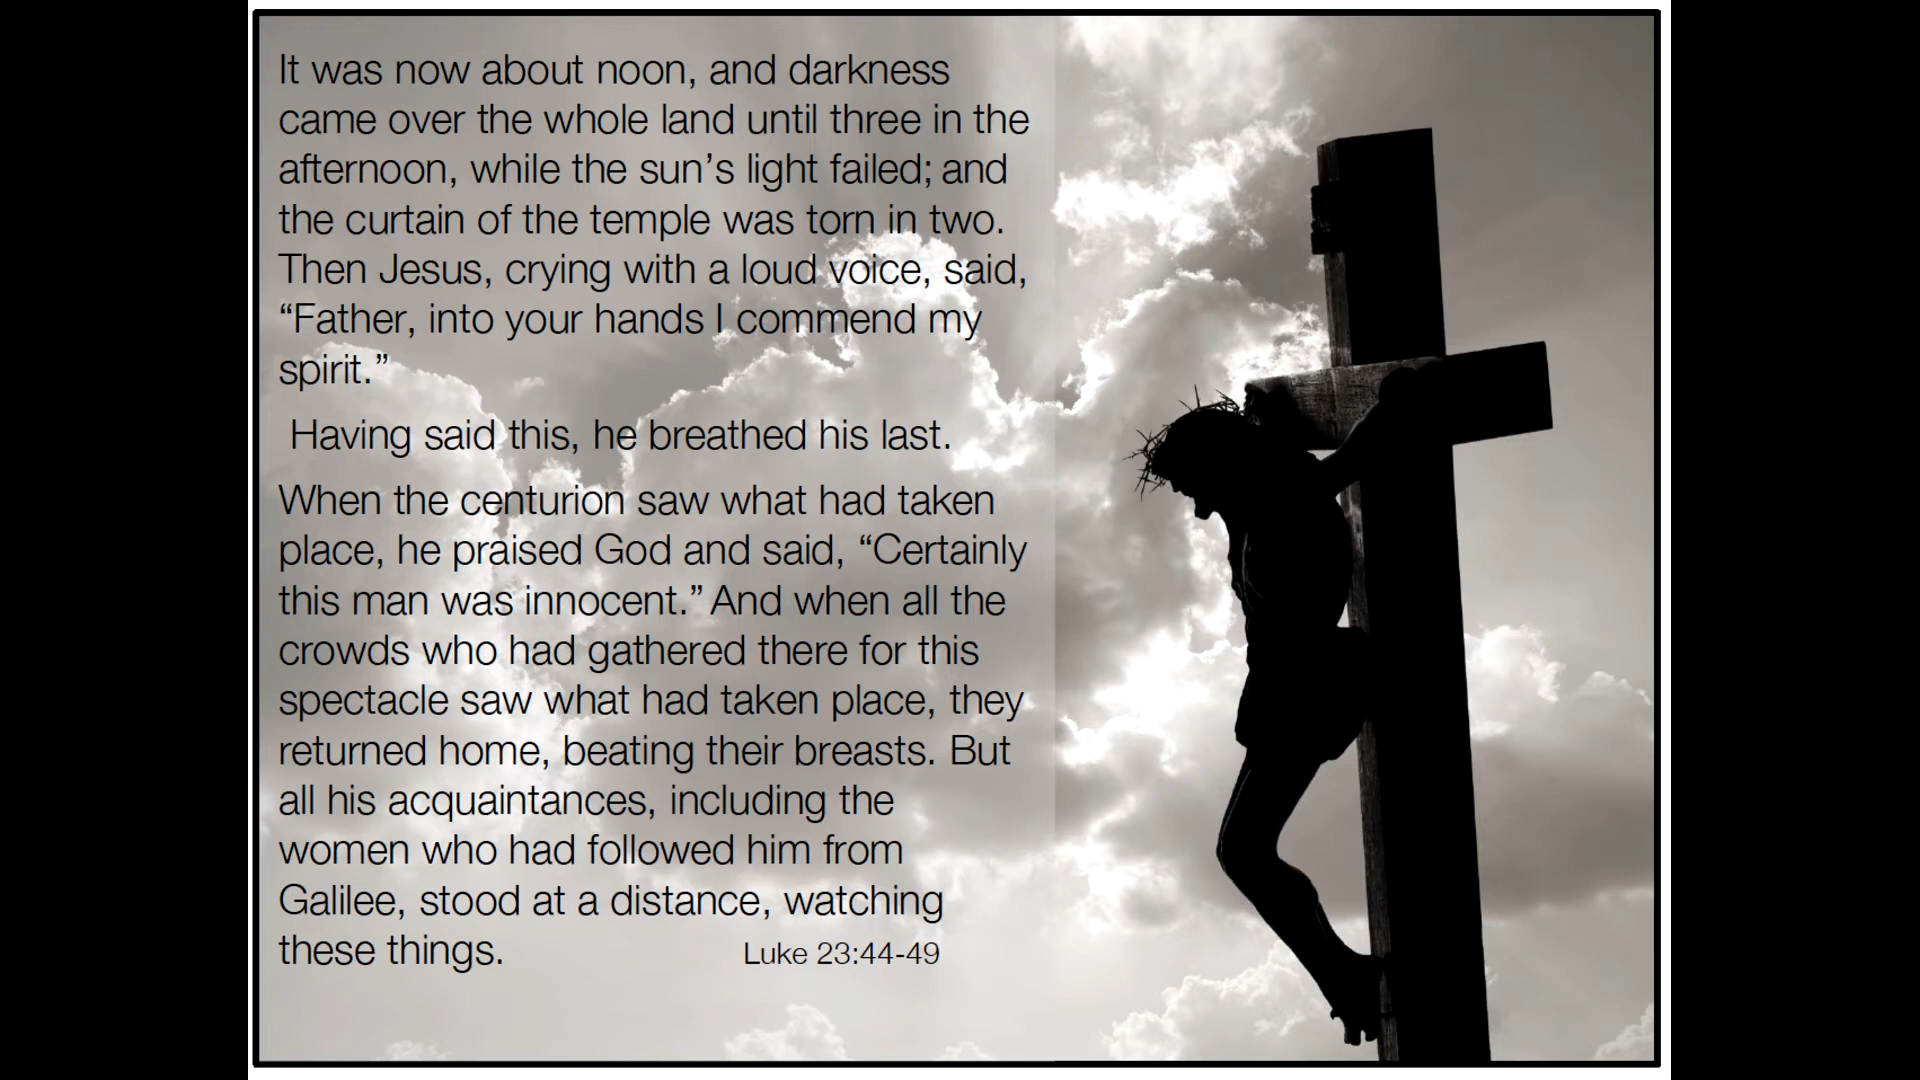 It was now about noon, and darkness
came over the whole land until three in the
afternoon, while the sun’s light failed; and
the curtain of the temple was torn in two.
Then Jesus, crying with a loud voice, said,
“Father, into your hands I commend my
spirit.”
Having said this, he breathed his last.
When the centurion saw what had taken
place, he praised God and said, “Certainly
this man was innocent.” And when all the
crowds who had gathered there for this
spectacle saw what had taken place, they
returned home, beating their breasts. But
all his acquaintances, including the
women who had followed him from
Galilee, stood at a distance, watching
these things. Luke 23:44-49